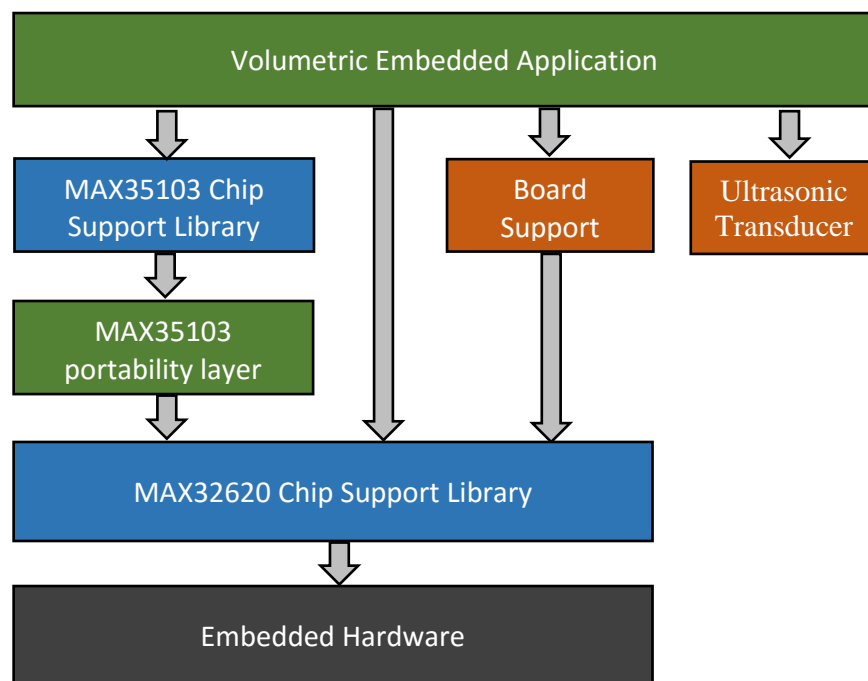 Volumetric Embedded Application
MAX35103 Chip
Support Library
Board
Support
Ultrasonic
Transducer
MAX35103
portability layer
MAX32620 Chip Support Library
Embedded Hardware